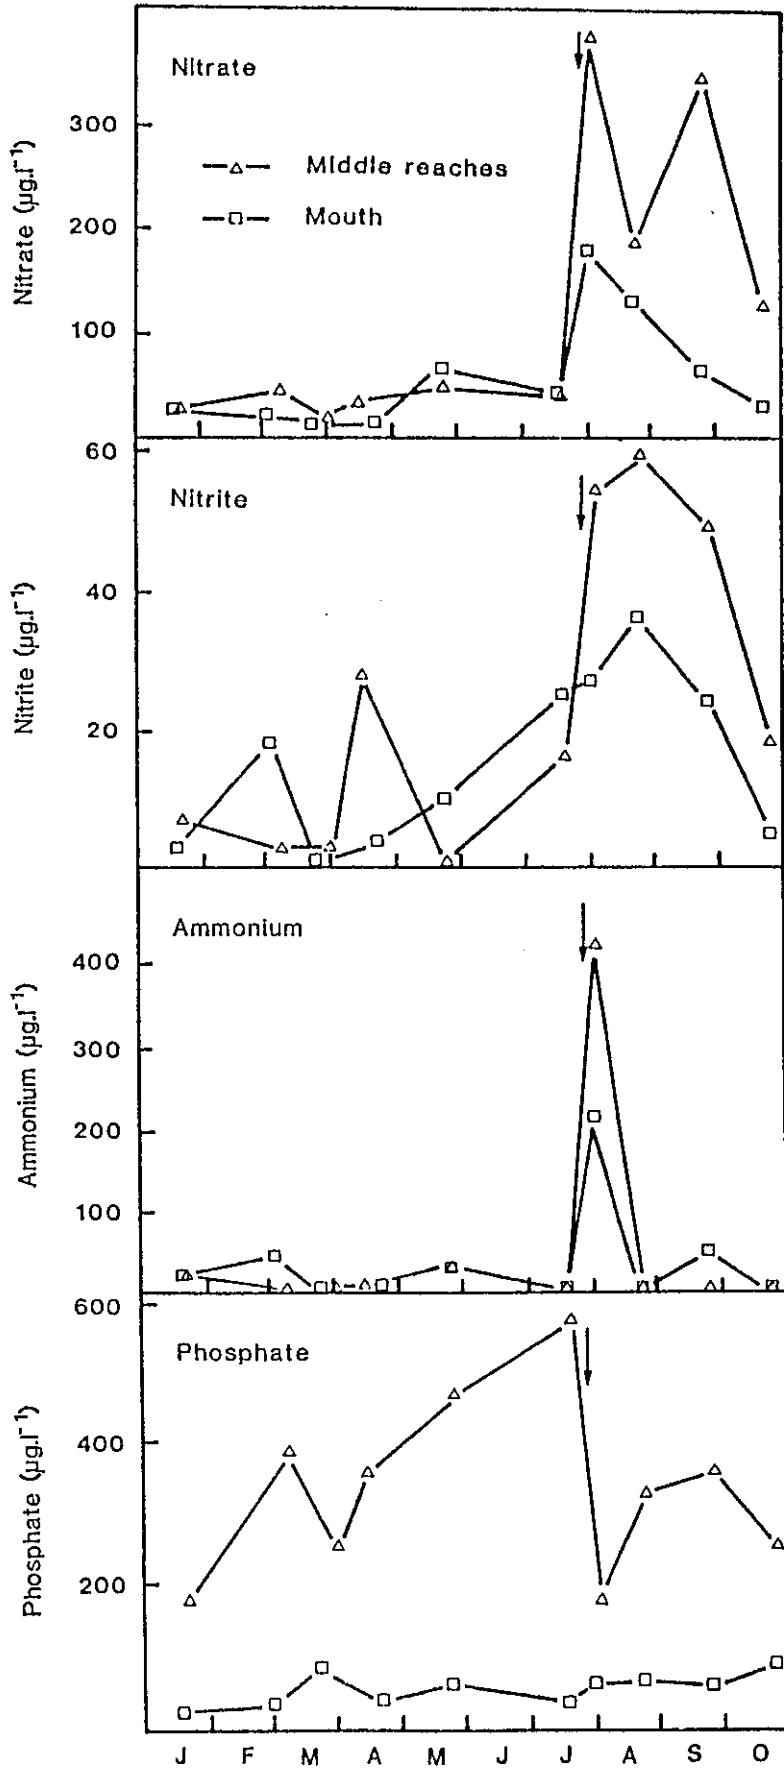 Nitrate
Nitrate (µg.l⁻¹)
300
200
100
Middle reaches
Mouth
Nitrite
Nitrite (µg.l⁻¹)
60
40
20
Ammonium
Ammonium (µg.l⁻¹)
400
300
200
100
Phosphate
Phosphate (µg.l⁻¹)
600
400
200
J F M A M J J A S O